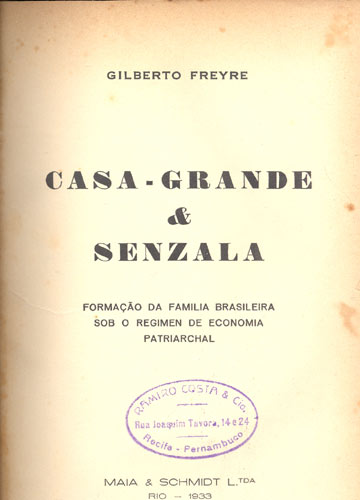 GILBERTO FREYRE
CASA-GRANDE
&
SENZALA
FORMAÇÃO DA FAMILIA BRASILEIRA
SOB O REGIMEN DE ECONOMIA
PATRIARCHAL
RAMIRO COSTA & Cia.
Rua Joaquim Tavora, 14 e 24
Recife - Pernambuco
MAIA & SCHMIDT L.TDA
RIO — 1933